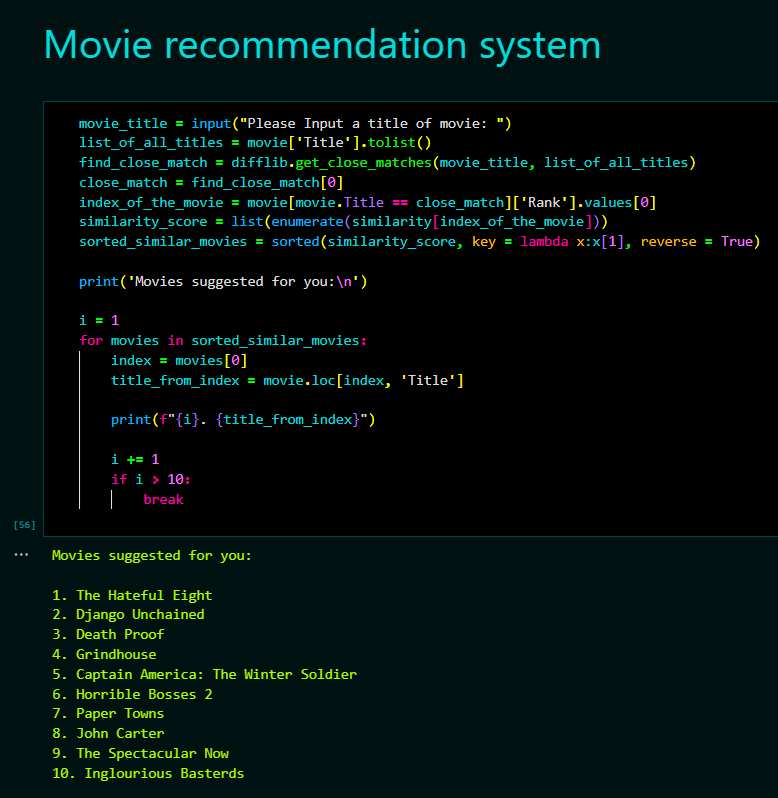 Movie recommendation system
movie_title = input("Please Input a title of movie: ")
list_of_all_titles = movie['Title'].tolist()
find_close_match = difflib.get_close_matches(movie_title, list_of_all_titles)
close_match = find_close_match[0]
index_of_the_movie = movie[movie.Title == close_match]['Rank'].values[0]
similarity_score = list(enumerate(similarity[index_of_the_movie]))
sorted_similar_movies = sorted(similarity_score, key = lambda x:x[1], reverse = True)
print('Movies suggested for you:\n')
i = 1
for movies in sorted_similar_movies:
    index = movies[0]
    title_from_index = movie.loc[index, 'Title']
    print(f"{i}. {title_from_index}")
    i += 1
    if i > 10:
        break
[56]
... Movies suggested for you:
1. The Hateful Eight
2. Django Unchained
3. Death Proof
4. Grindhouse
5. Captain America: The Winter Soldier
6. Horrible Bosses 2
7. Paper Towns
8. John Carter
9. The Spectacular Now
10. Inglourious Basterds